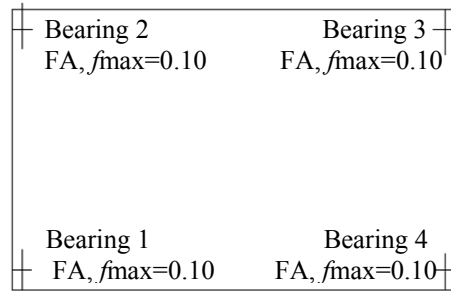 Bearing 2 Bearing 3
FA, fmax=0.10 FA, fmax=0.10
Bearing 1 Bearing 4
FA, fmax=0.10 FA, fmax=0.10